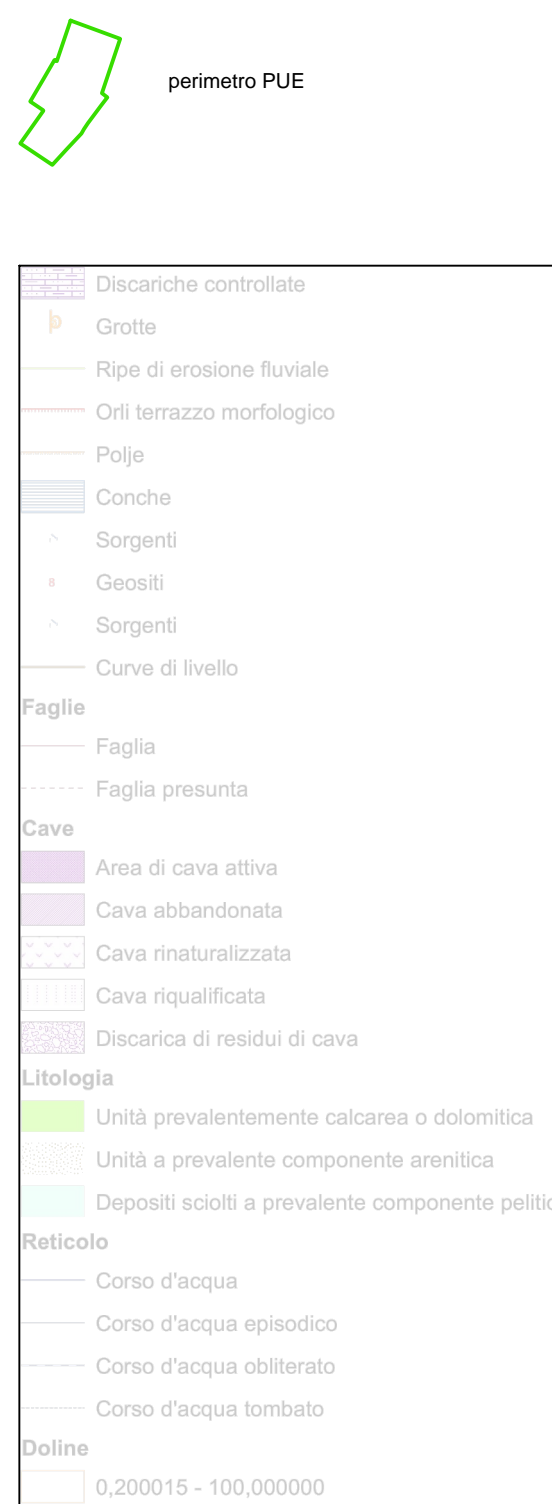 perimetro PUE
Discariche controllate
Grotte
Ripe di erosione fluviale
Orli terrazzo morfologico
Polje
Conche
Sorgenti
8 Geositi
Sorgenti
Curve di livello
Faglie
Faglia
Faglia presunta
Cave
Area di cava attiva
Cava abbandonata
Cava rinaturalizzata
Cava riqualificata
Discarica di residui di cava
Litologia
Unità prevalentemente calcarea o dolomitica
Unità a prevalente componente arenitica
Depositi sciolti a prevalente componente pelitic
Reticolo
Corso d'acqua
Corso d'acqua episodico
Corso d'acqua obliterato
Corso d'acqua tombato
Doline
0,200015 - 100,000000